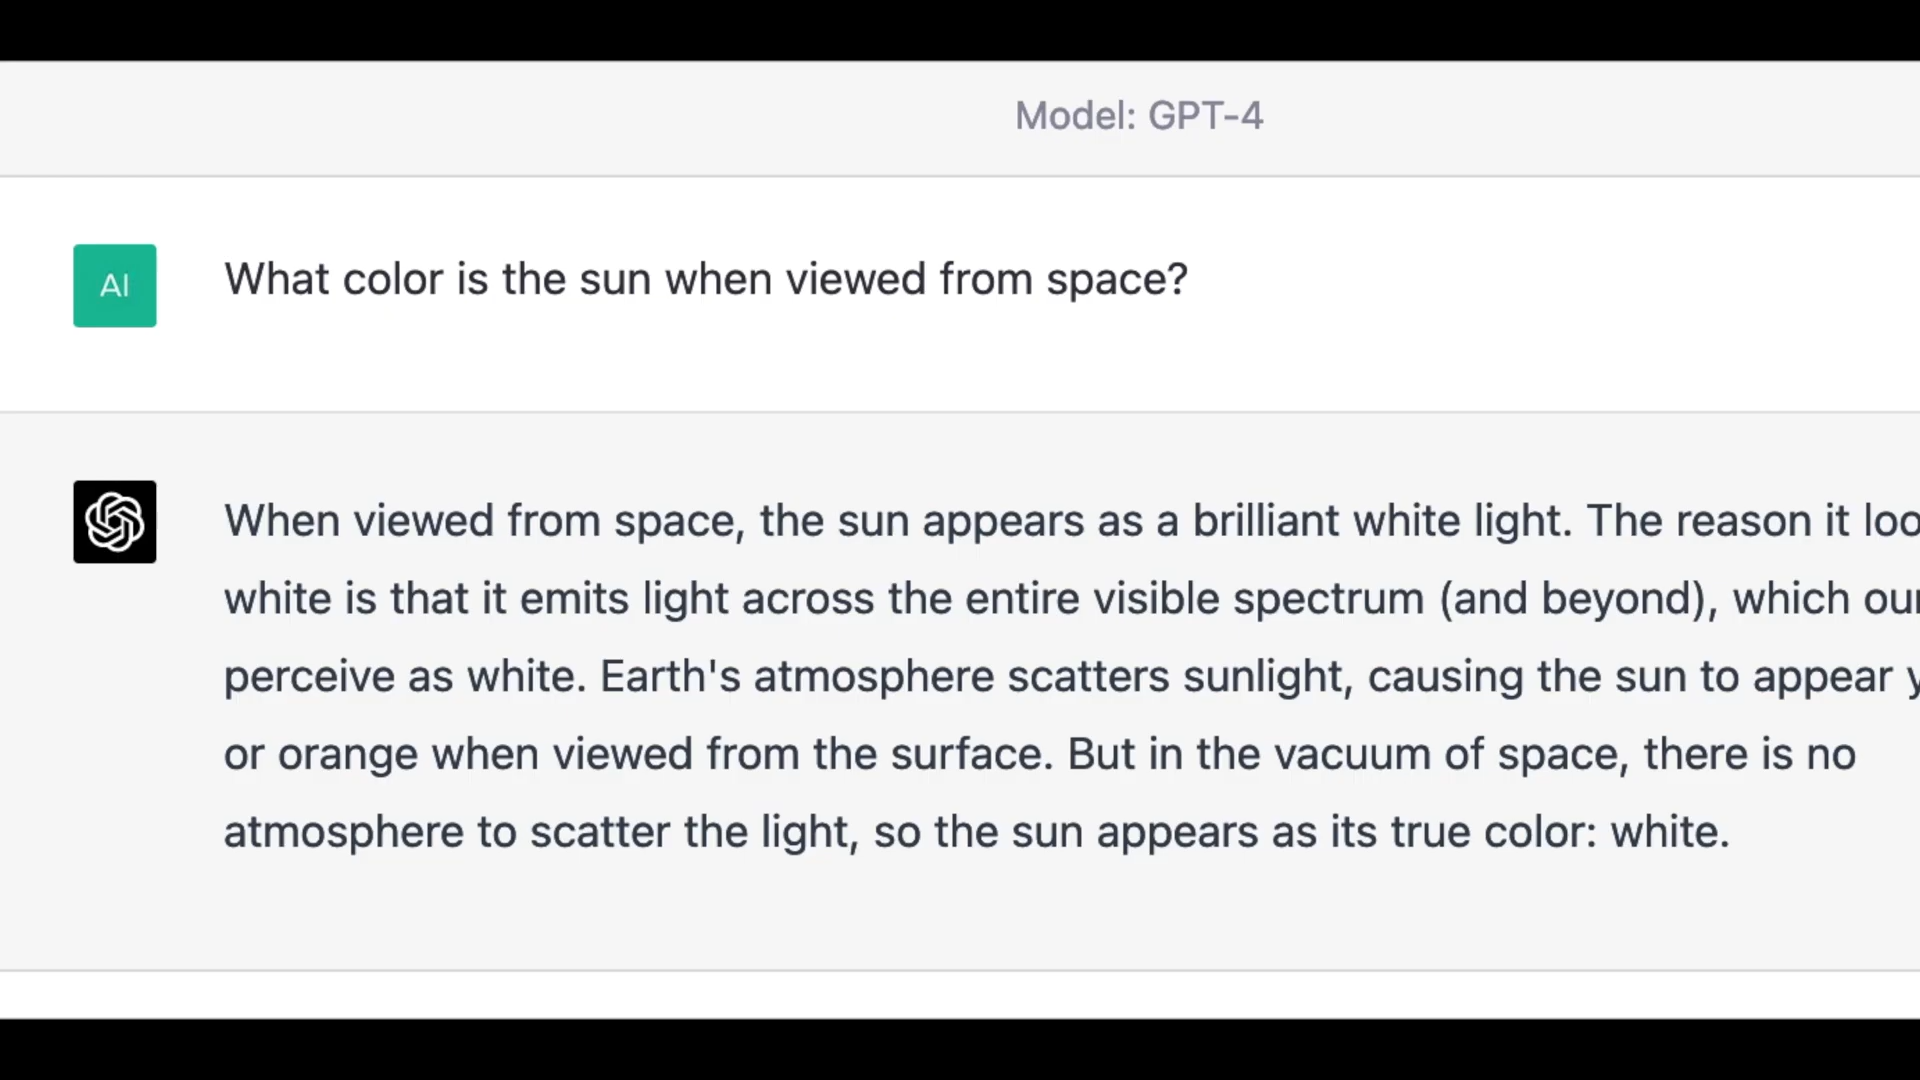 Model: GPT-4
AI
What color is the sun when viewed from space?
When viewed from space, the sun appears as a brilliant white light. The reason it
white is that it emits light across the entire visible spectrum (and beyond), which
perceive as white. Earth's atmosphere scatters sunlight, causing the sun to appear
or orange when viewed from the surface. But in the vacuum of space, there is no
atmosphere to scatter the light, so the sun appears as its true color: white.